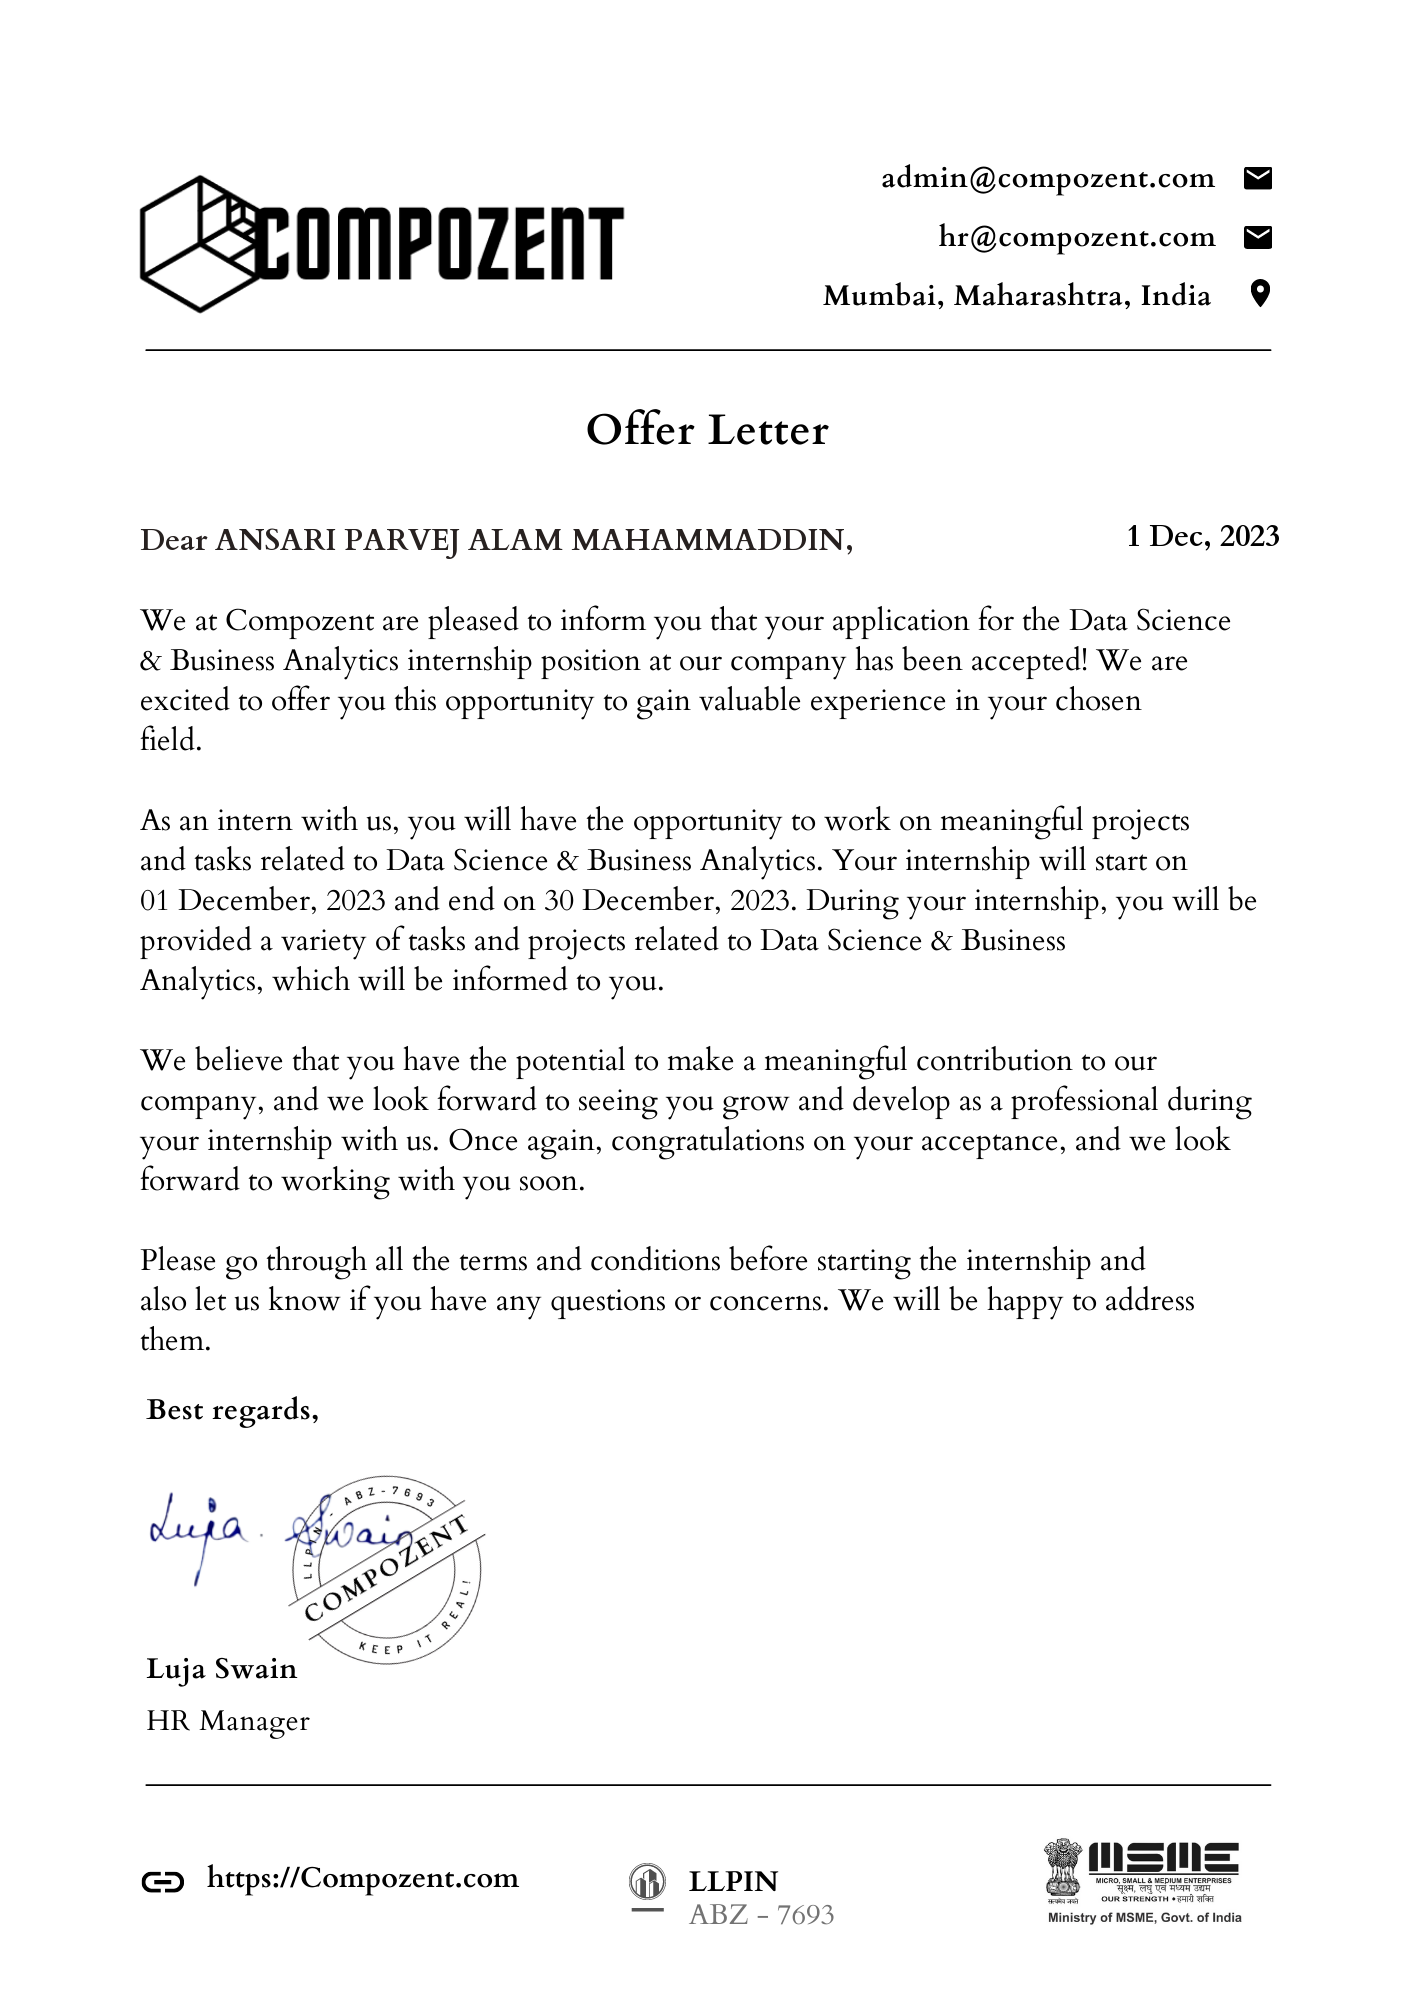 COMPOZENT
admin@compozent.com
hr@compozent.com
Mumbai, Maharashtra, India
Offer Letter
Dear ANSARI PARVEJ ALAM MAHAMMADDIN,
1 Dec, 2023
We at Compozent are pleased to inform you that your application for the Data Science
& Business Analytics internship position at our company has been accepted! We are
excited to offer you this opportunity to gain valuable experience in your chosen
field.
As an intern with us, you will have the opportunity to work on meaningful projects
and tasks related to Data Science & Business Analytics. Your internship will start on
01 December, 2023 and end on 30 December, 2023. During your internship, you will be
provided a variety of tasks and projects related to Data Science & Business
Analytics, which will be informed to you.
We believe that you have the potential to make a meaningful contribution to our
company, and we look forward to seeing you grow and develop as a professional during
your internship with us. Once again, congratulations on your acceptance, and we look
forward to working with you soon.
Please go through all the terms and conditions before starting the internship and
also let us know if you have any questions or concerns. We will be happy to address
them.
Best regards,
Luja. Swain
LLPIN - ABZ-7693
COMPOZENT
KEEP IT REAL!
Luja Swain
HR Manager
https://Compozent.com
LLPIN
ABZ - 7693
MSME
MICRO, SMALL & MEDIUM ENTERPRISES
सूक्ष्म, लघु एवं मध्यम उद्यम
OUR STRENGTH • हमारी शक्ति
सत्यमेव जयते
Ministry of MSME, Govt. of India